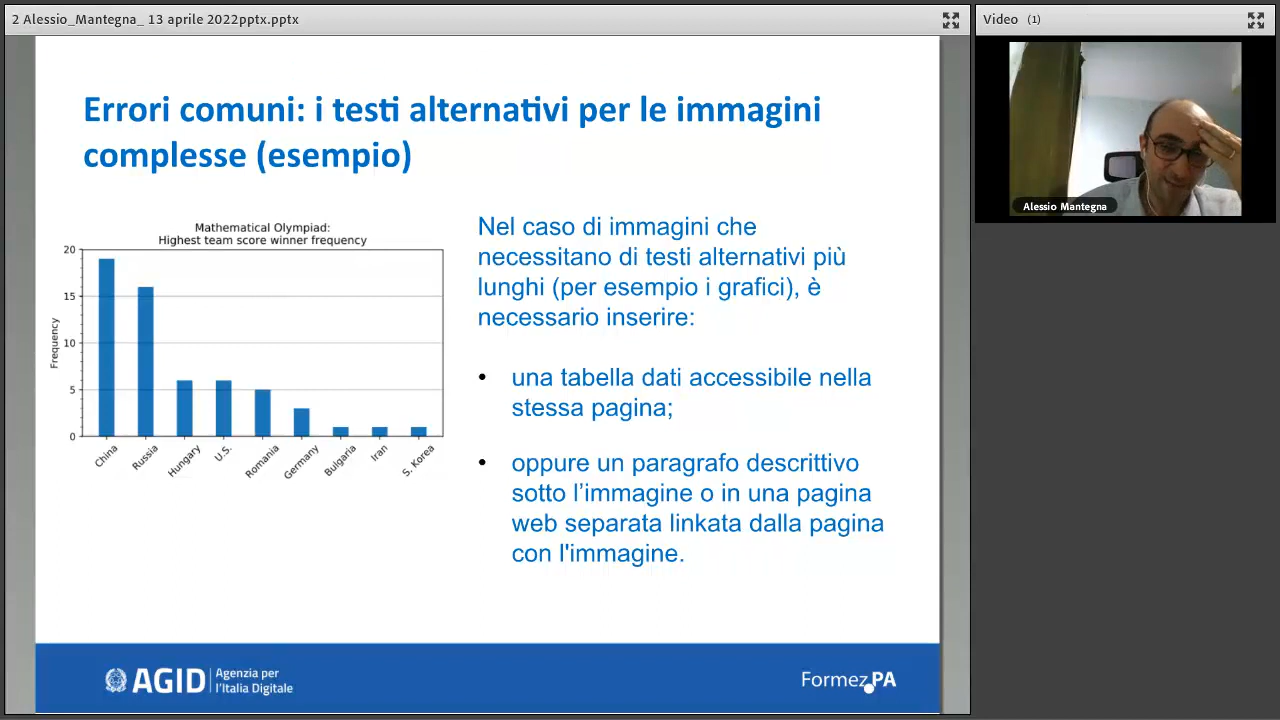 2 Alessio_Mantegna_ 13 aprile 2022pptx.pptx
Video (1)
Alessio Mantegna
Errori comuni: i testi alternativi per le immagini
complesse (esempio)
Mathematical Olympiad:
Highest team score winner frequency
Frequency
20
15
10
5
0
China
Russia
Hungary
U.S.
Romania
Germany
Bulgaria
Iran
S. Korea
Nel caso di immagini che
necessitano di testi alternativi più
lunghi (per esempio i grafici), è
necessario inserire:
• una tabella dati accessibile nella
stessa pagina;
• oppure un paragrafo descrittivo
sotto l’immagine o in una pagina
web separata linkata dalla pagina
con l'immagine.
AGID
Agenzia per
l'Italia Digitale
Formez PA